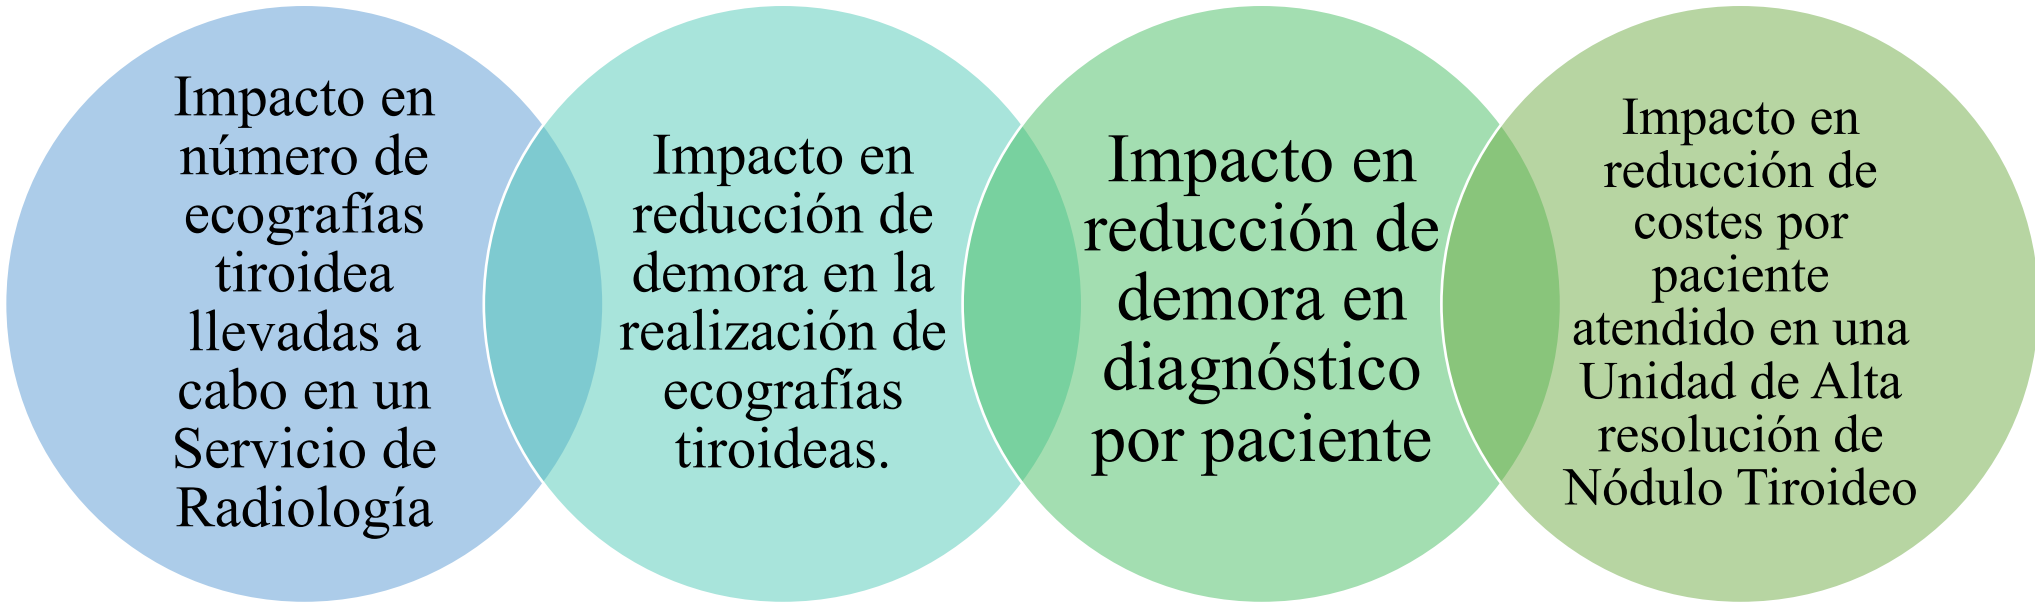 Impacto en
número de
ecografías
tiroidea
llevadas a
cabo en un
Servicio de
Radiología
Impacto en
reducción de
demora en la
realización de
ecografías
tiroideas.
Impacto en
reducción de
demora en
diagnóstico
por paciente
Impacto en
reducción de
costes por
paciente
atendido en una
Unidad de Alta
resolución de
Nódulo Tiroideo